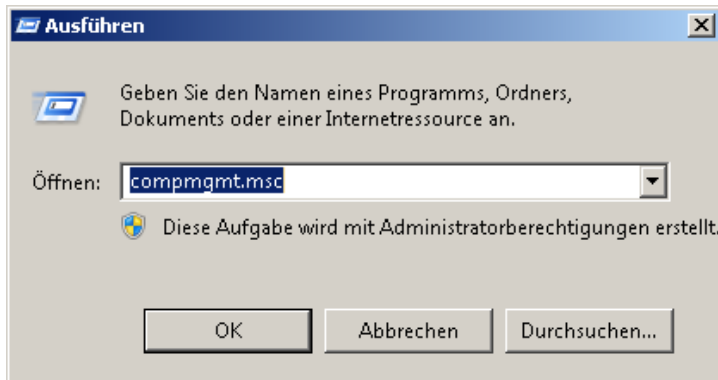 Ausführen
Geben Sie den Namen eines Programms, Ordners,
Dokuments oder einer Internetressource an.
Öffnen: compmgmt.msc
Diese Aufgabe wird mit Administratorberechtigungen erstellt.
OK Abbrechen Durchsuchen...